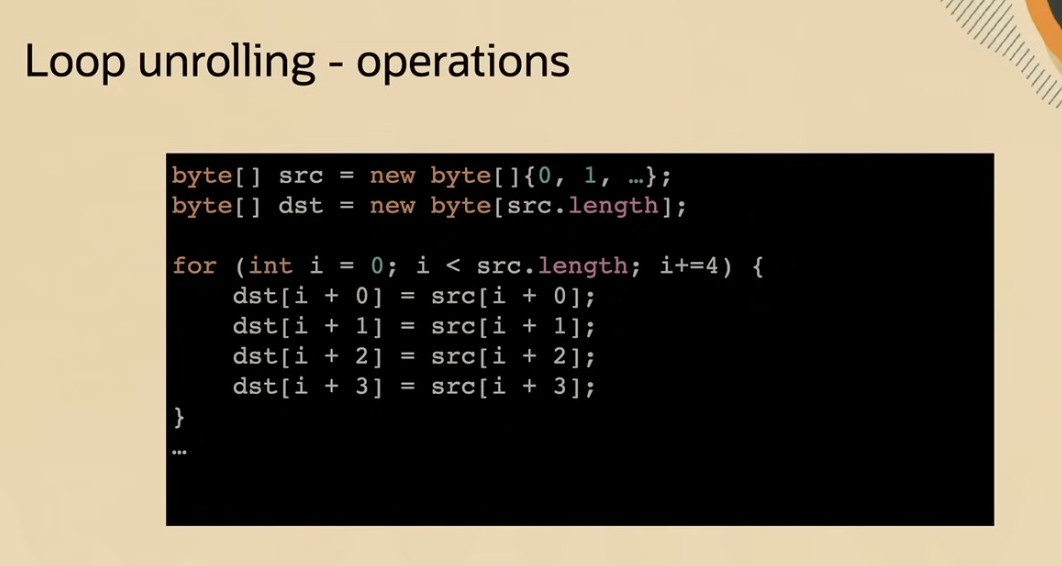 Loop unrolling - operations
byte[] src = new byte[]{0, 1, …};
byte[] dst = new byte[src.length];
for (int i = 0; i < src.length; i+=4) {
    dst[i + 0] = src[i + 0];
    dst[i + 1] = src[i + 1];
    dst[i + 2] = src[i + 2];
    dst[i + 3] = src[i + 3];
}
…